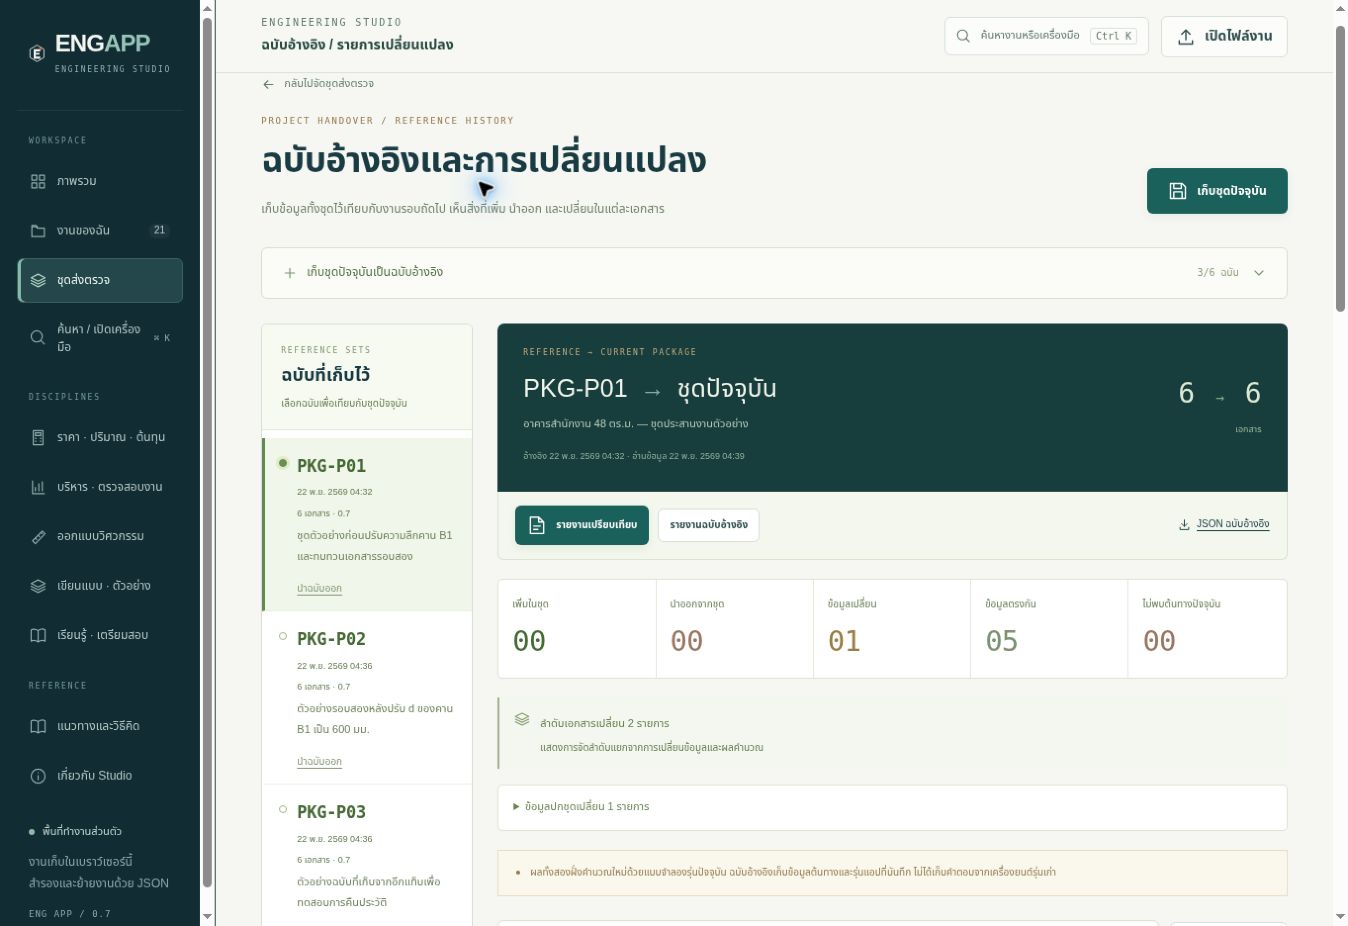 ENGAPP
ENGINEERING STUDIO
WORKSPACE
ภาพรวม
งานของฉัน 21
ชุดส่งตรวจ
ค้นหา / เปิดเครื่อง
มือ
⌘ K
DISCIPLINES
ราคา · ปริมาณ · ต้นทุน
บริหาร · ตรวจสอบงาน
ออกแบบวิศวกรรม
เขียนแบบ · ตัวอย่าง
เรียนรู้ · เตรียมสอบ
REFERENCE
แนวทางและวิธีคิด
เกี่ยวกับ Studio
พื้นที่ทำงานส่วนตัว
งานเก็บในเบราว์เซอร์นี้
สำรองและย้ายงานด้วย JSON
ENG APP / 0.7
ENGINEERING STUDIO
ฉบับอ้างอิง / รายการเปลี่ยนแปลง
ค้นหางานหรือเครื่องมือ Ctrl K
เปิดไฟล์งาน
← กลับไปจัดชุดส่งตรวจ
PROJECT HANDOVER / REFERENCE HISTORY
ฉบับอ้างอิงและการเปลี่ยนแปลง
เก็บข้อมูลทั้งชุดไว้เทียบกับงานรอบถัดไป เห็นสิ่งที่เพิ่ม นำออก และเปลี่ยนในแต่ละเอกสาร
เก็บชุดปัจจุบัน
เก็บชุดปัจจุบันเป็นฉบับอ้างอิง
3/6 ฉบับ
REFERENCE SETS
ฉบับที่เก็บไว้
เลือกฉบับเพื่อเทียบกับชุดปัจจุบัน
PKG-P01
22 พ.ย. 2569 04:32
6 เอกสาร · 0.7
ชุดตัวอย่างก่อนปรับความลึกคาน B1
และทบทวนเอกสารรอบสอง
นำฉบับออก
PKG-P02
22 พ.ย. 2569 04:36
6 เอกสาร · 0.7
ตัวอย่างรอบสองหลังปรับ d ของคาน
B1 เป็น 600 มม.
นำฉบับออก
PKG-P03
22 พ.ย. 2569 04:36
6 เอกสาร · 0.7
ตัวอย่างฉบับที่เก็บจากอีกแท็บเพื่อ
ทดสอบการคืนประวัติ
REFERENCE → CURRENT PACKAGE
PKG-P01 → ชุดปัจจุบัน
อาคารสำนักงาน 48 ตร.ม. — ชุดประสานงานตัวอย่าง
อ้างอิง 22 พ.ย. 2569 04:32 · อ่านข้อมูล 22 พ.ย. 2569 04:39
6 → 6
เอกสาร
รายงานเปรียบเทียบ
รายงานฉบับอ้างอิง
JSON ฉบับอ้างอิง
เพิ่มในชุด
00
นำออกจากชุด
00
ข้อมูลเปลี่ยน
01
ข้อมูลตรงกัน
05
ไม่พบต้นทางปัจจุบัน
00
ลำดับเอกสารเปลี่ยน 2 รายการ
แสดงการจัดลำดับแยกจากการเปลี่ยนข้อมูลและผลคำนวณ
ข้อมูลปกชุดเปลี่ยน 1 รายการ
ผลทั้งสองฝั่งคำนวณใหม่ด้วยแบบจำลองรุ่นปัจจุบัน ฉบับอ้างอิงเก็บข้อมูลต้นทางและรุ่นแอปที่บันทึก ไม่ได้เก็บคำตอบจากเครื่องยนต์รุ่นเก่า